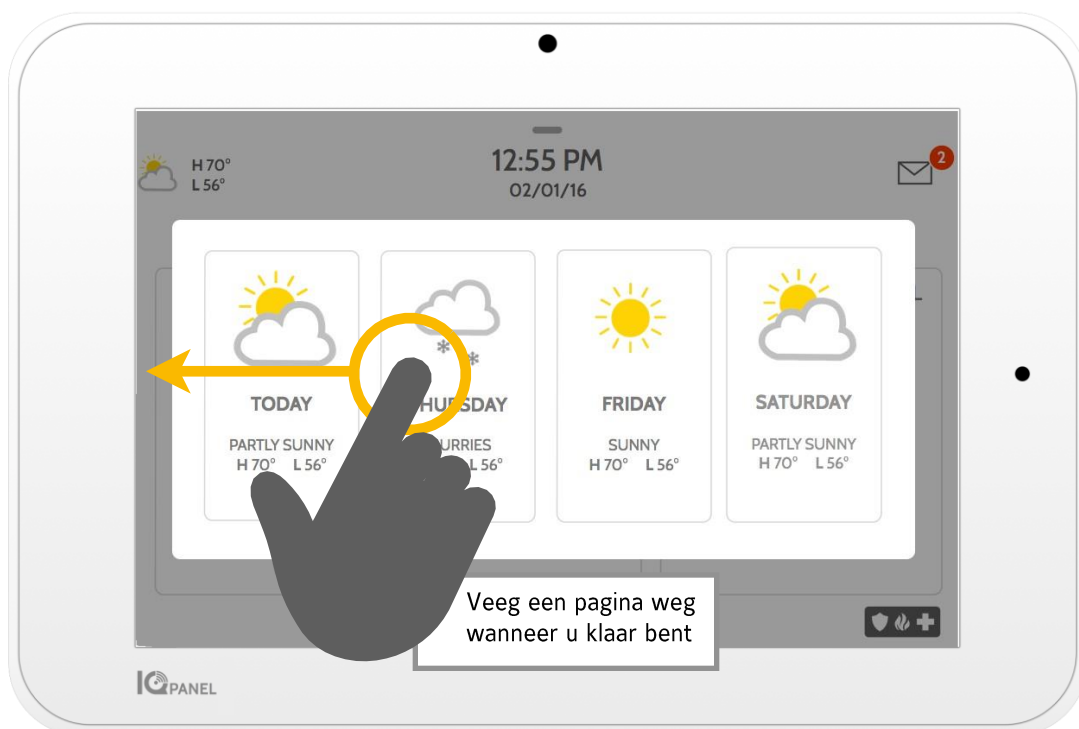 H 70°
L 56°
12:55 PM
02/01/16
2
TODAY
PARTLY SUNNY
H 70° L 56°
L 56°
FRIDAY
SUNNY
H 70° L 56°
SATURDAY
PARTLY SUNNY
H 70° L 56°
Veeg een pagina weg
wanneer u klaar bent
IQ PANEL